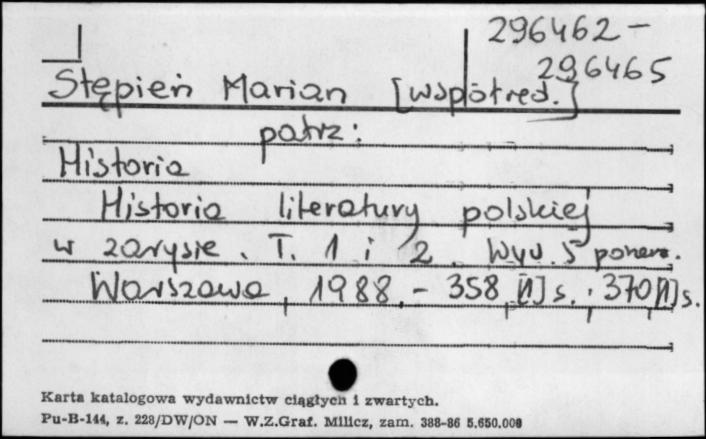 296462 -
296465
Stępień Marian [współred.]
patrz:
Historia
Historia literatury polskiej
w zarysie. T. 1 i 2. Wyd. 5
Warszawa, 1988. - 358,[1]s. ; 370,[1]s.
Karta katalogowa wydawnictw ciągłych i zwartych.
Pu-B-144, z. 228/DW/ON — W.Z.Graf. Milicz, zam. 388-86 5.650.000